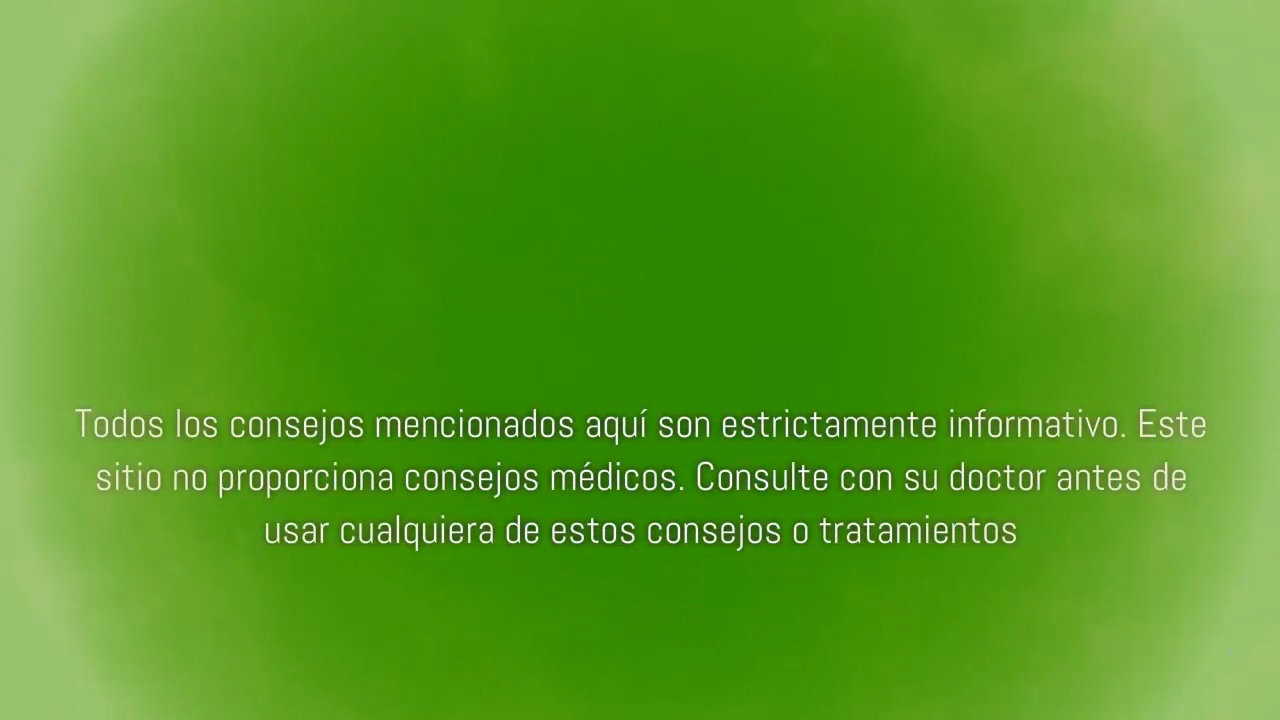 Todos los consejos mencionados aquí son estrictamente informativo. Este
sitio no proporciona consejos médicos. Consulte con su doctor antes de
usar cualquiera de estos consejos o tratamientos